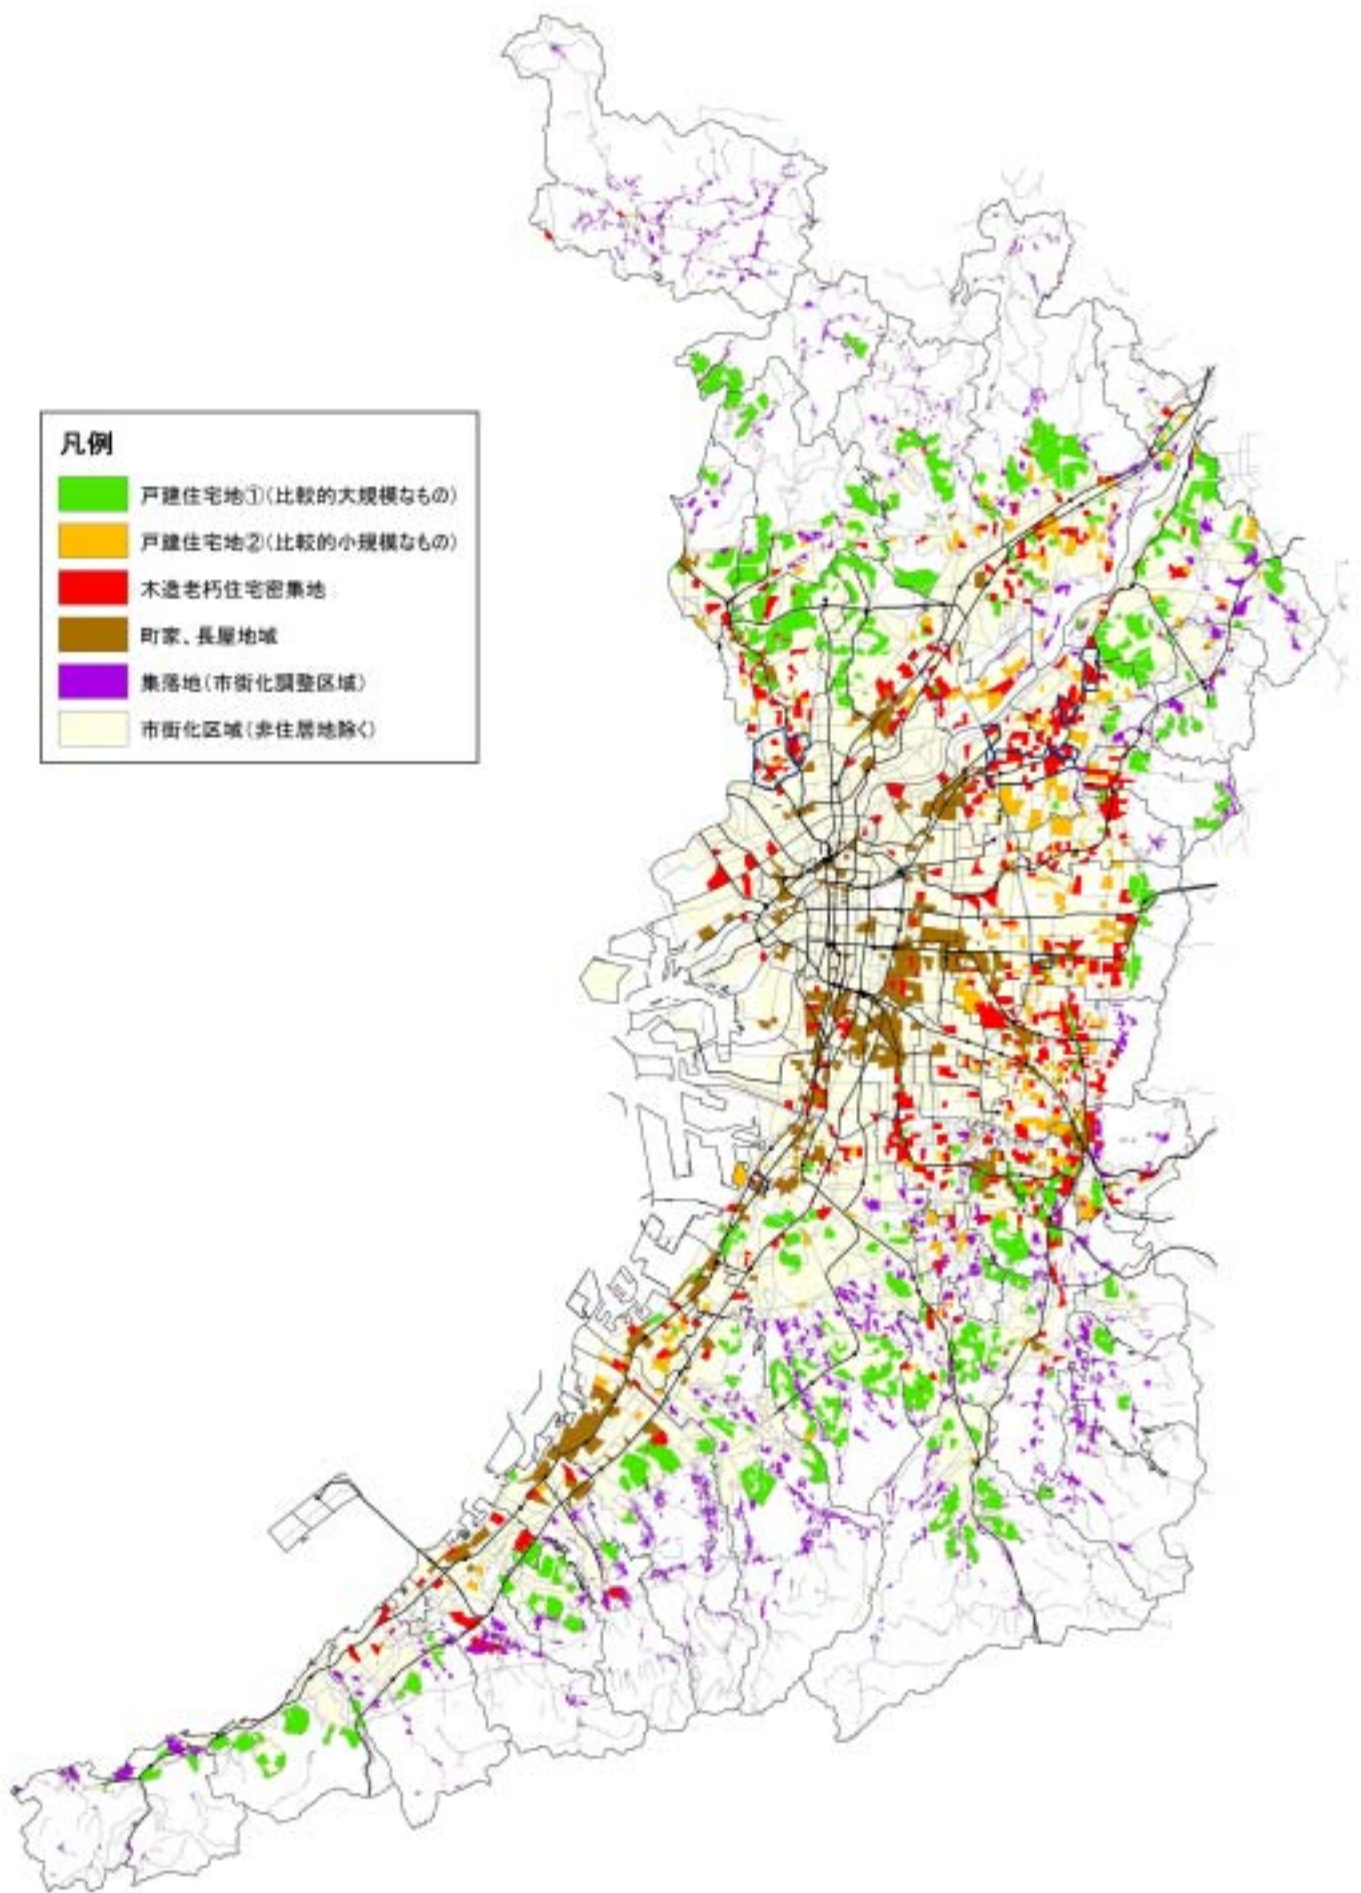 凡例
戸建住宅地①(比較的大規模なもの)
戸建住宅地②(比較的小規模なもの)
木造老朽住宅密集地
町家、長屋地域
集落地(市街化調整区域)
市街化区域(非住居地除く)